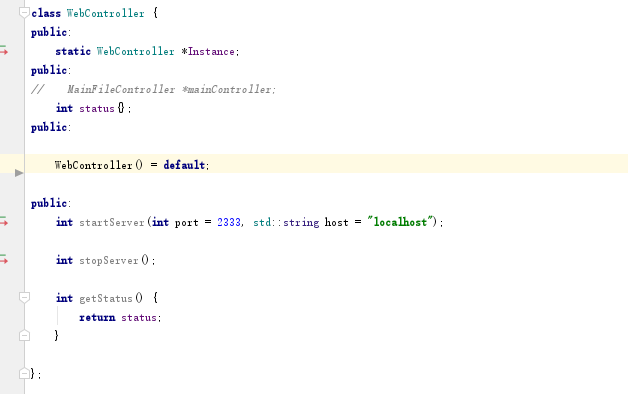 class WebController {
public:
    static WebController *Instance;
public:
//    MainFileController *mainController;
    int status{};
public:
    WebController() = default;
public:
    int startServer(int port = 2333, std::string host = "localhost");
    int stopServer();
    int getStatus() {
        return status;
    }
};